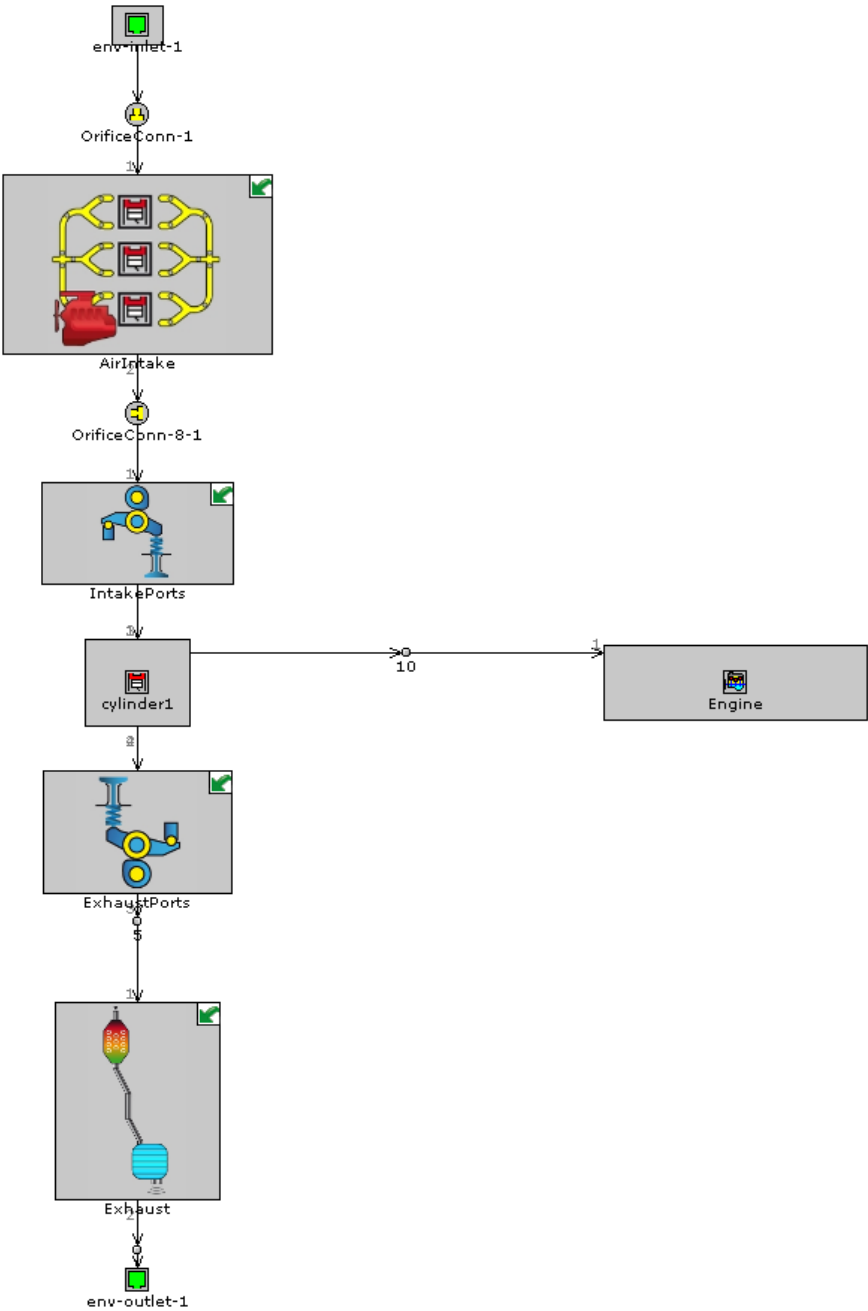 env-inlet-1
OrificeConn-1
1
AirIntake
2
OrificeConn-8-1
1
IntakePorts
cylinder1
10
1
Engine
ExhaustPorts
5
1
Exhaust
2
env-outlet-1